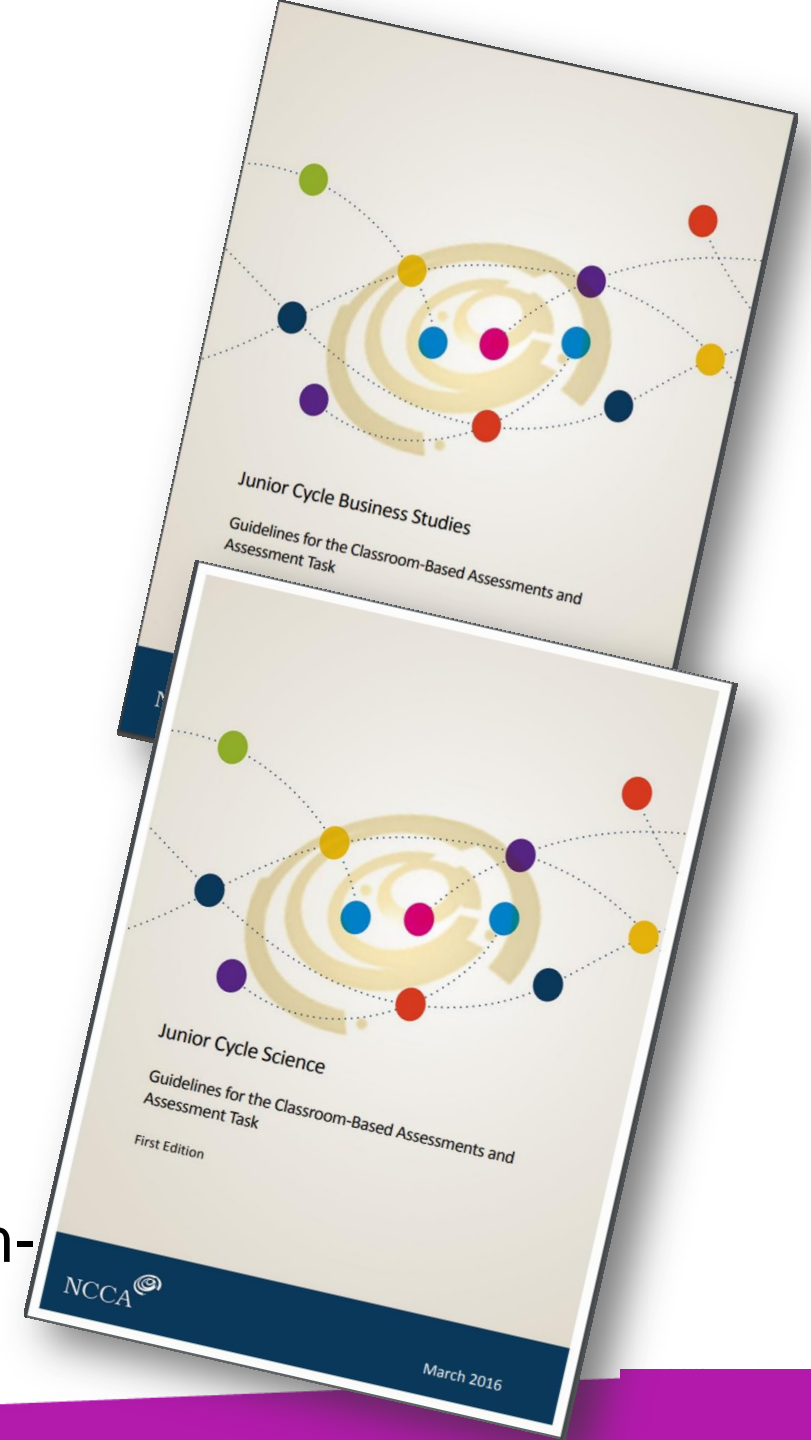 Junior Cycle Business Studies
Guidelines for the Classroom-Based Assessments and
Assessment Task
N
Junior Cycle Science
Guidelines for the Classroom-Based Assessments and
Assessment Task
First Edition
n-
NCCA
March 2016